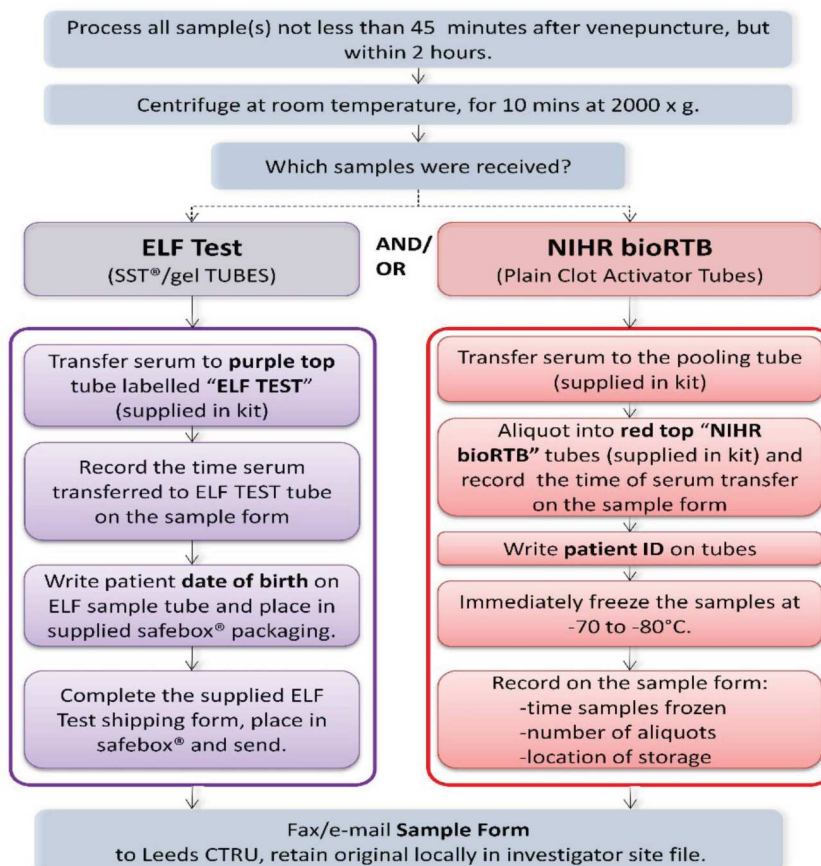 Process all sample(s) not less than 45 minutes after venepuncture, but
within 2 hours.
Centrifuge at room temperature, for 10 mins at 2000 x g.
Which samples were received?
ELF Test
(SST®/gel TUBES)
AND/
OR
NIHR bioRTB
(Plain Clot Activator Tubes)
Transfer serum to purple top
tube labelled “ELF TEST”
(supplied in kit)
Record the time serum
transferred to ELF TEST tube
on the sample form
Write patient date of birth on
ELF sample tube and place in
supplied safebox® packaging.
Complete the supplied ELF
Test shipping form, place in
safebox® and send.
Transfer serum to the pooling tube
(supplied in kit)
Aliquot into red top “NIHR
bioRTB” tubes (supplied in kit) and
record the time of serum transfer
on the sample form
Write patient ID on tubes
Immediately freeze the samples at
-70 to -80°C.
Record on the sample form:
-time samples frozen
-number of aliquots
-location of storage
Fax/e-mail Sample Form
to Leeds CTRU, retain original locally in investigator site file.